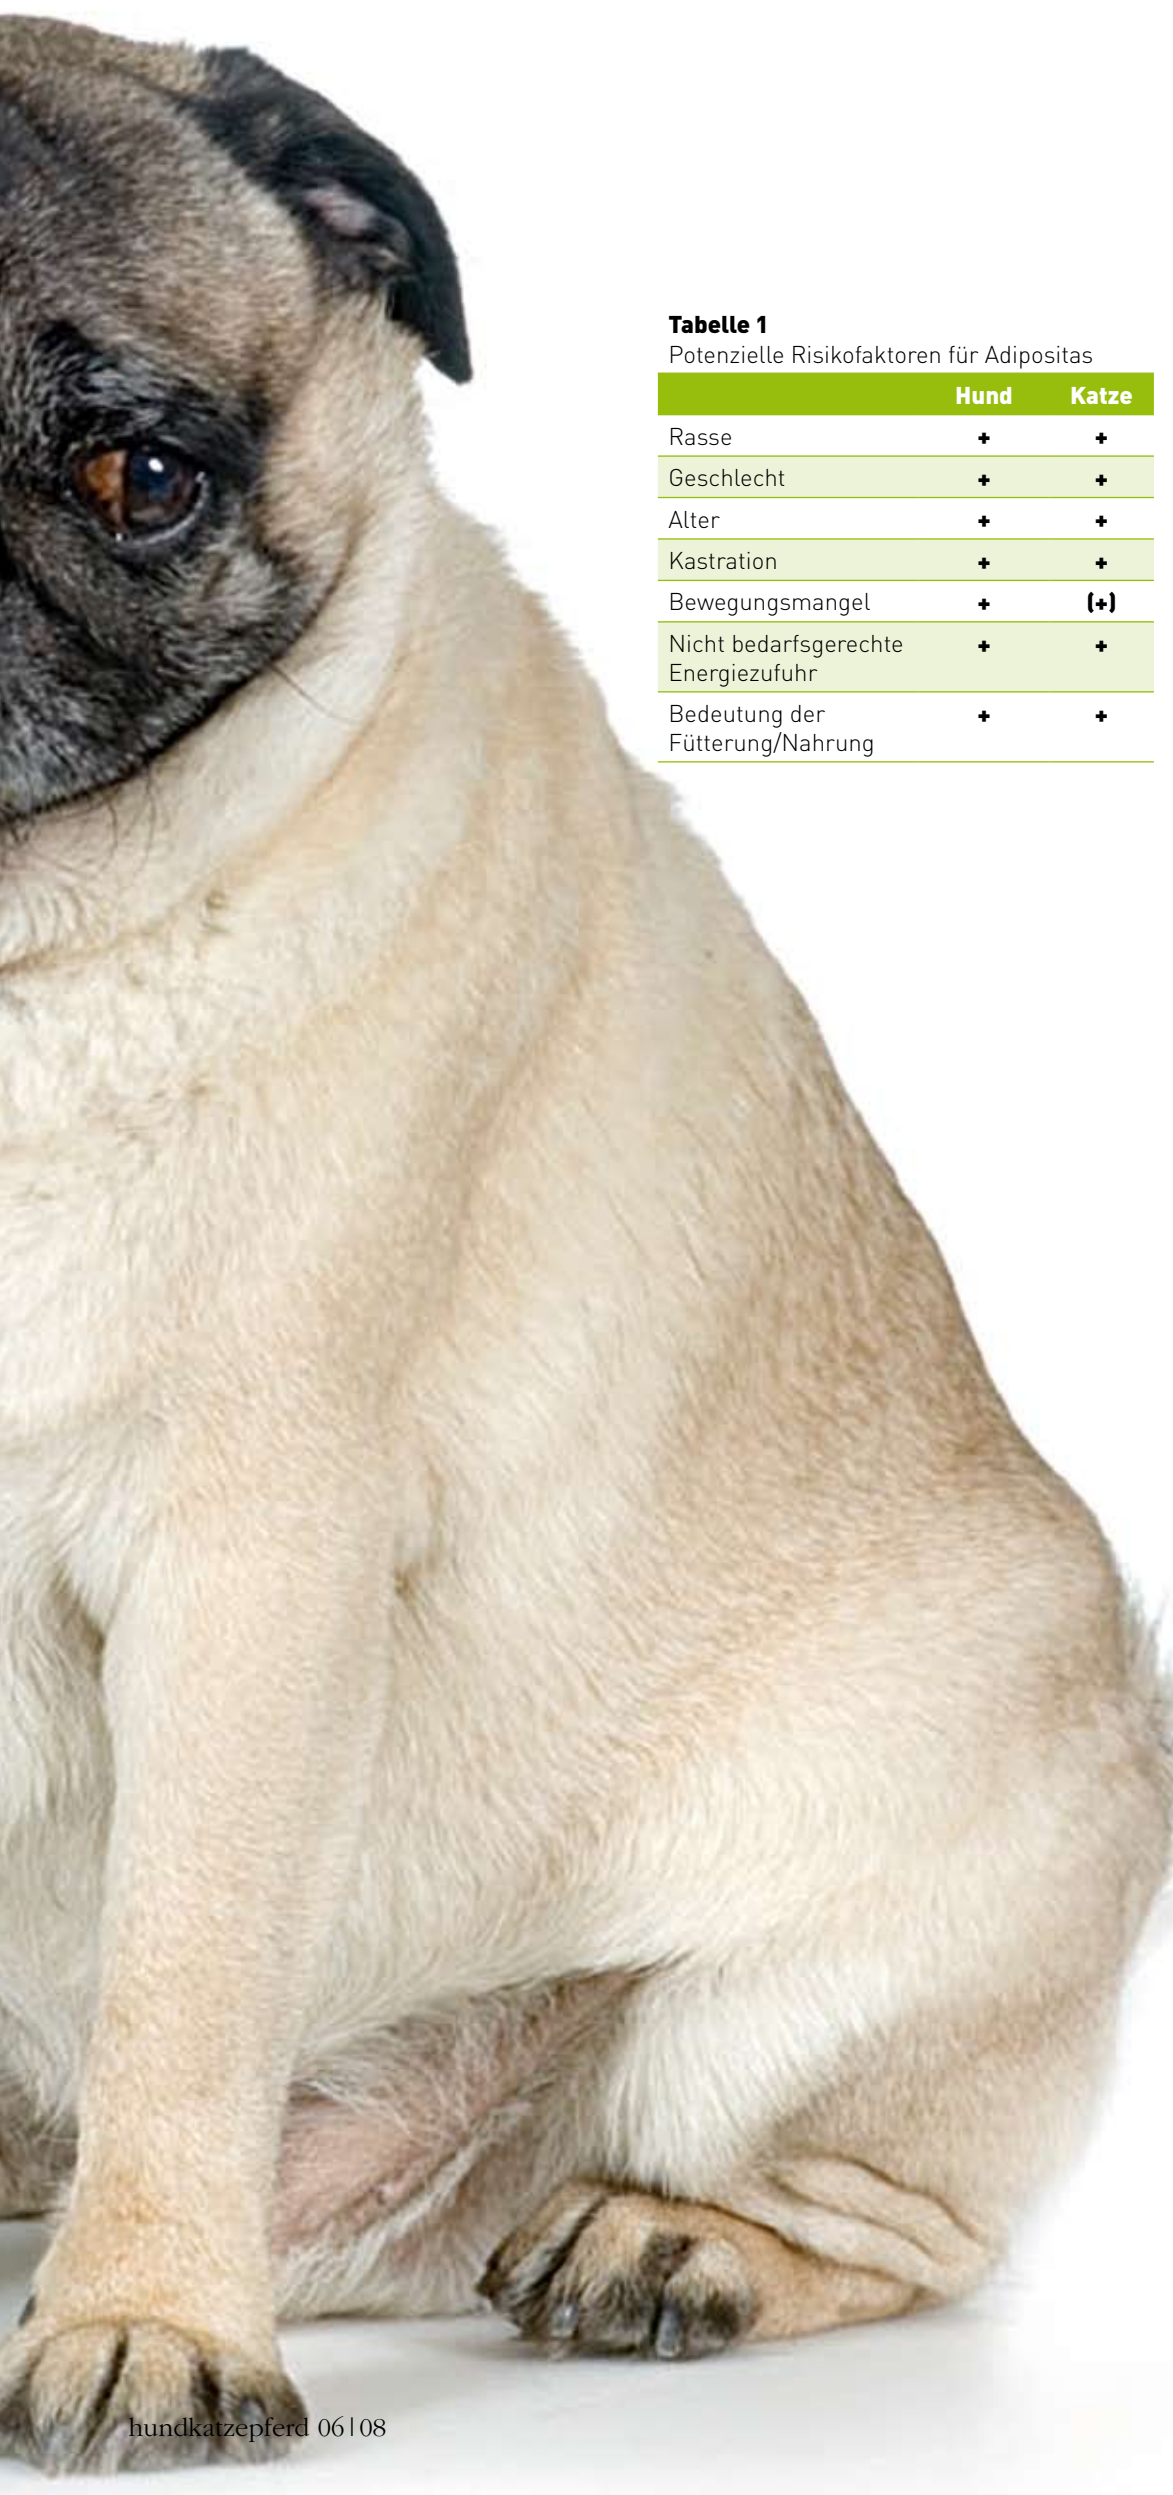 Tabelle 1
Potenzielle Risikofaktoren für Adipositas
Hund Katze
Rasse + +
Geschlecht + +
Alter + +
Kastration + +
Bewegungsmangel + (+)
Nicht bedarfsgerechte + +
Energiezufuhr
Bedeutung der + +
Fütterung/Nahrung
hundkatzepferd 06|08